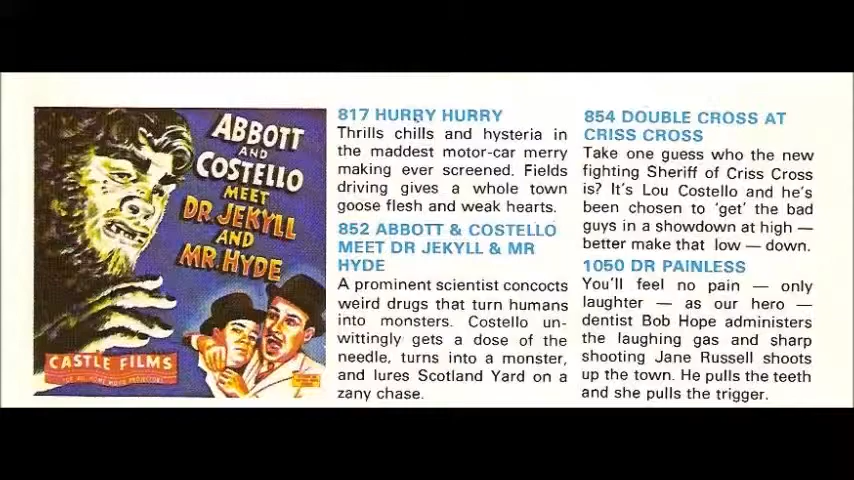 ABBOTT
AND
COSTELLO
MEET
DR JEKYLL
AND
MR HYDE
CASTLE FILMS
FOR ALL HOME MOVIE PROJECTORS
817 HURRY HURRY
Thrills chills and hysteria in
the maddest motor-car merry
making ever screened. Fields
driving gives a whole town
goose flesh and weak hearts.
852 ABBOTT & COSTELLO
MEET DR JEKYLL & MR
HYDE
A prominent scientist concocts
weird drugs that turn humans
into monsters. Costello un-
wittingly gets a dose of the
needle, turns into a monster,
and lures Scotland Yard on a
zany chase.
854 DOUBLE CROSS AT
CRISS CROSS
Take one guess who the new
fighting Sheriff of Criss Cross
is? It's Lou Costello and he's
been chosen to 'get' the bad
guys in a showdown at high —
better make that low — down.
1050 DR PAINLESS
You'll feel no pain — only
laughter — as our hero —
dentist Bob Hope administers
the laughing gas and sharp
shooting Jane Russell shoots
up the town. He pulls the teeth
and she pulls the trigger.